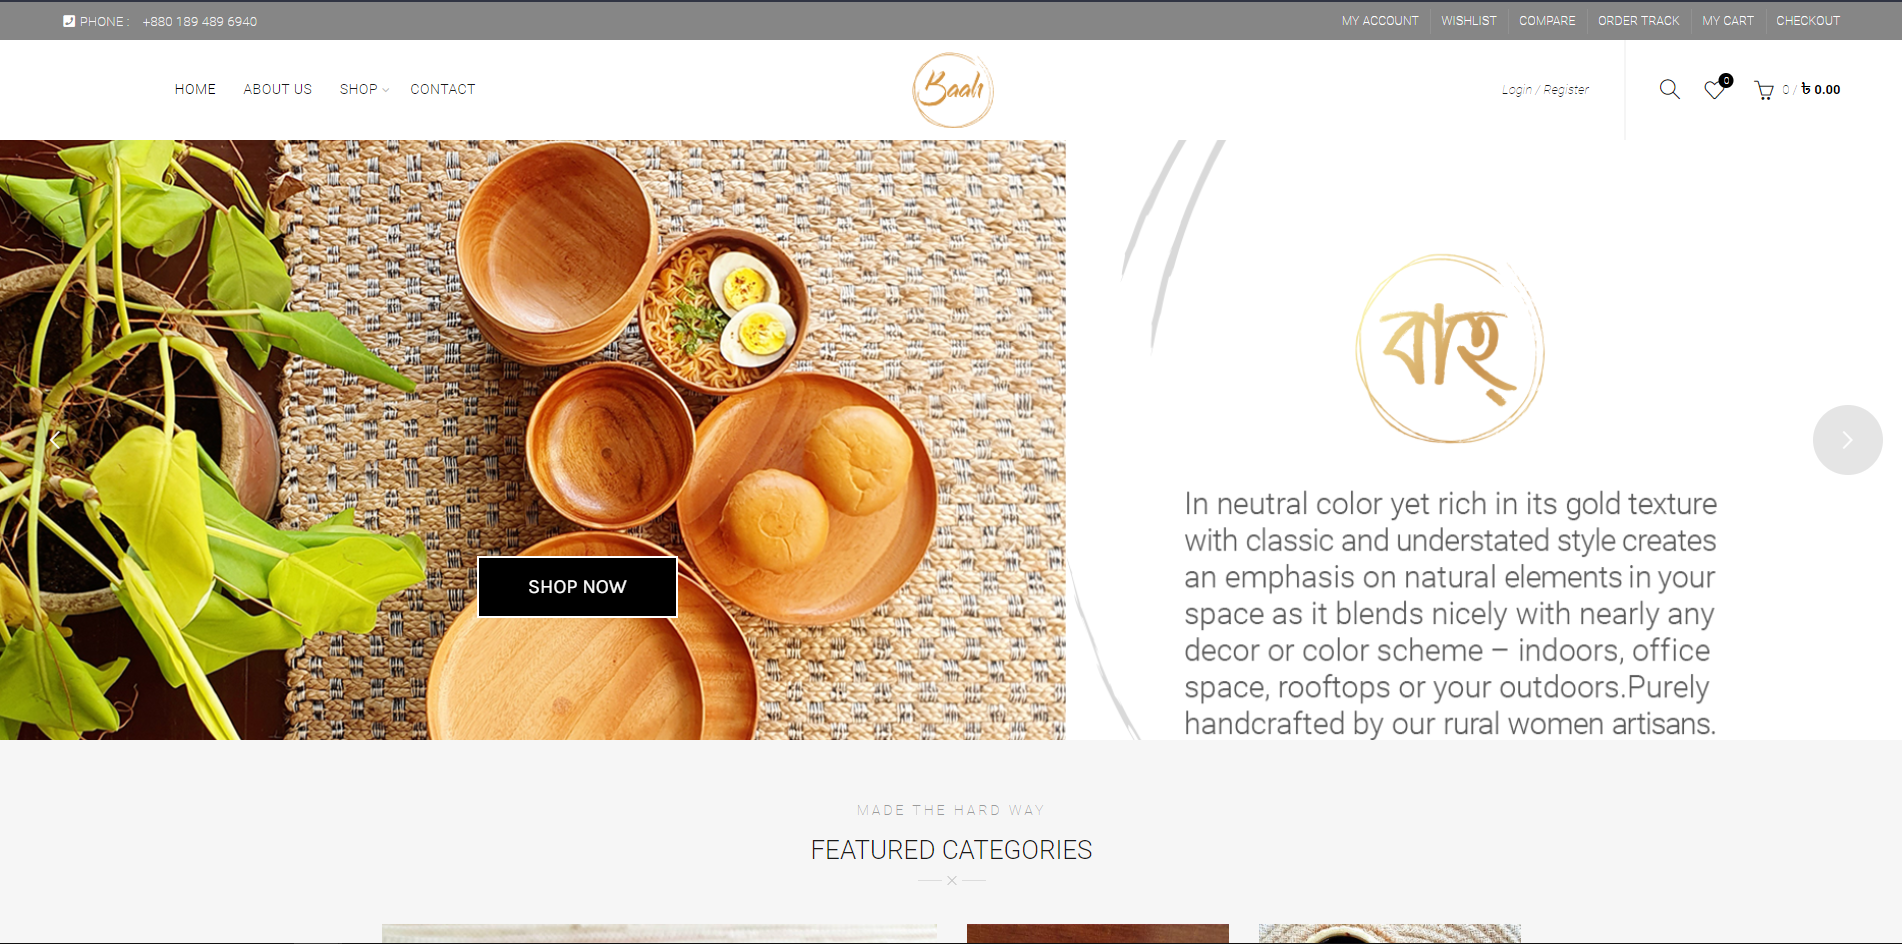 PHONE : +880 189 489 6940
MY ACCOUNT WISHLIST COMPARE ORDER TRACK MY CART CHECKOUT
HOME ABOUT US SHOP CONTACT
Baah
Login / Register
0
0 / ৳ 0.00
বাহ্
In neutral color yet rich in its gold texture
with classic and understated style creates
an emphasis on natural elements in your
space as it blends nicely with nearly any
decor or color scheme – indoors, office
space, rooftops or your outdoors.Purely
handcrafted by our rural women artisans.
SHOP NOW
MADE THE HARD WAY
FEATURED CATEGORIES